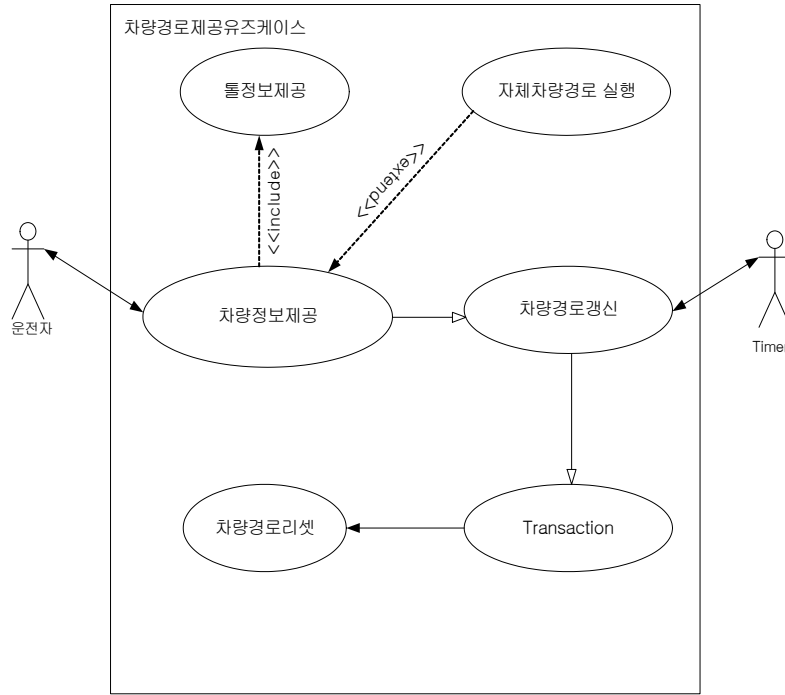 차량경로제공유즈케이스
톨정보제공
자체차량경로 실행
<<include>>
<<extend>>
차량정보제공
차량경로갱신
운전자
Timer
차량경로리셋
Transaction